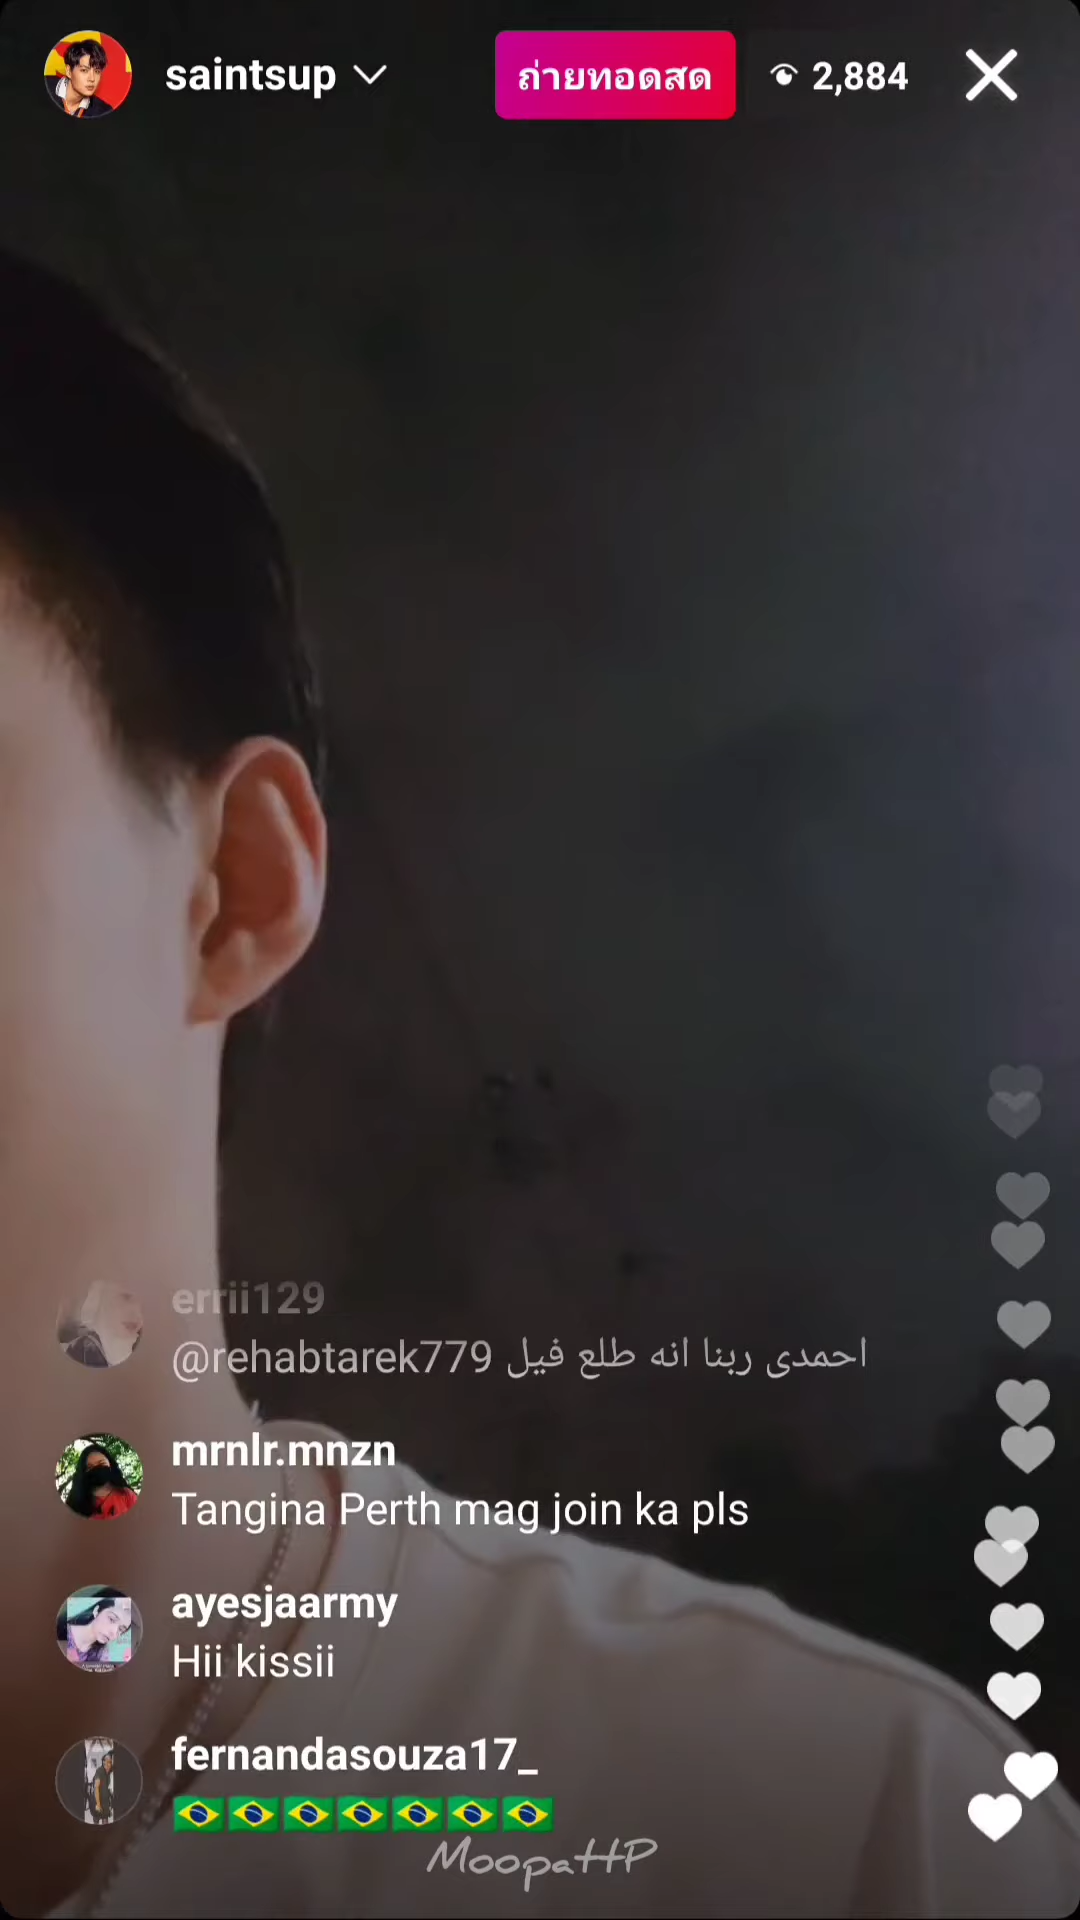 saintsup
ถ่ายทอดสด
2,884
errii129
@rehabtarek779 احمدى ربنا انه طلع فيل
mrnlr.mnzn
Tangina Perth mag join ka pls
ayesjaarmy
Hii kissii
fernandasouza17_
🇧🇷🇧🇷🇧🇷🇧🇷🇧🇷🇧🇷🇧🇷
MoopaHP